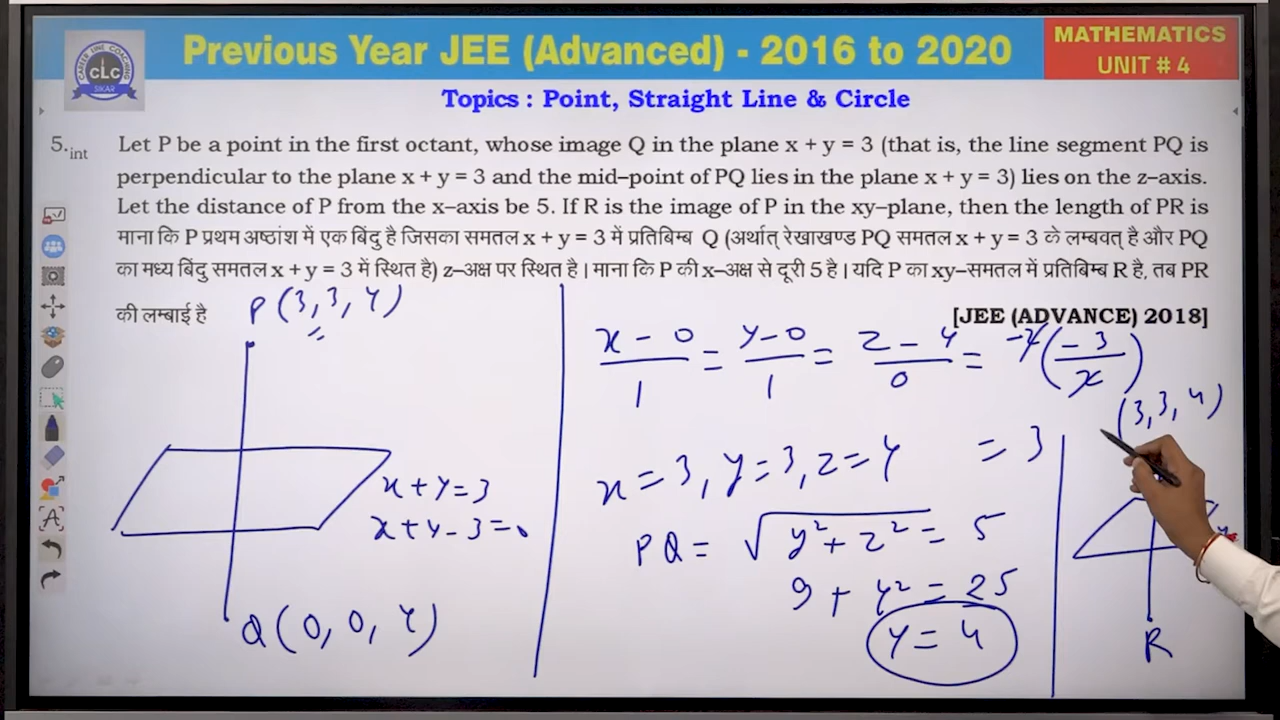 CAREER LINE COACHING
CLC
SIKAR
Previous Year JEE (Advanced) - 2016 to 2020
MATHEMATICS
UNIT # 4
Topics : Point, Straight Line & Circle
5.int Let P be a point in the first octant, whose image Q in the plane x + y = 3 (that is, the line segment PQ is
perpendicular to the plane x + y = 3 and the mid–point of PQ lies in the plane x + y = 3) lies on the z–axis.
Let the distance of P from the x–axis be 5. If R is the image of P in the xy–plane, then the length of PR is
माना कि P प्रथम अष्ठांश में एक बिंदु है जिसका समतल x + y = 3 में प्रतिबिम्ब Q (अर्थात् रेखाखण्ड PQ समतल x + y = 3 के लम्बवत् है और PQ
का मध्य बिंदु समतल x + y = 3 में स्थित है) z–अक्ष पर स्थित है। माना कि P की x–अक्ष से दूरी 5 है। यदि P का xy–समतल में प्रतिबिम्ब R है, तब PR
की लम्बाई है
[JEE (ADVANCE) 2018]
P (3, 3, Y)
x + y = 3
x + y - 3 = 0
Q (0, 0, Y)
x - 0 / 1 = y - 0 / 1 = z - Y / 0 = -2 (-3 / 2)
= 3
x = 3, y = 3, z = Y
PQ = √y² + z² = 5
9 + Y² = 25
Y = 4
(3, 3, 4)
R